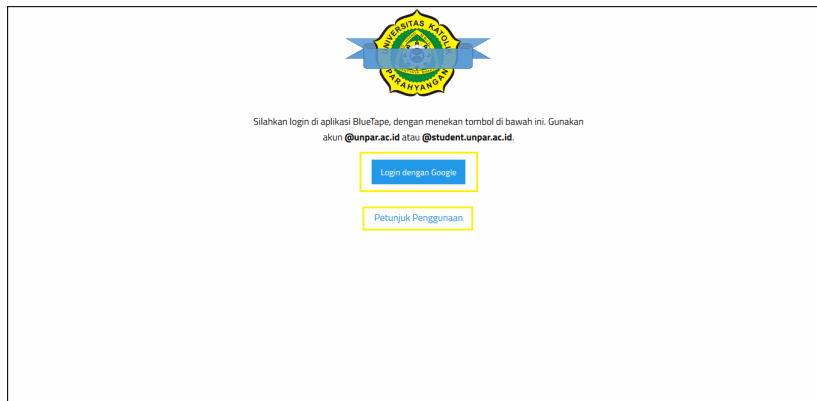 UNIVERSITAS KATOLIK
PARAHYANGAN
Silahkan login di aplikasi BlueTape, dengan menekan tombol di bawah ini. Gunakan
akun @unpar.ac.id atau @student.unpar.ac.id.
Login dengan Google
Petunjuk Penggunaan